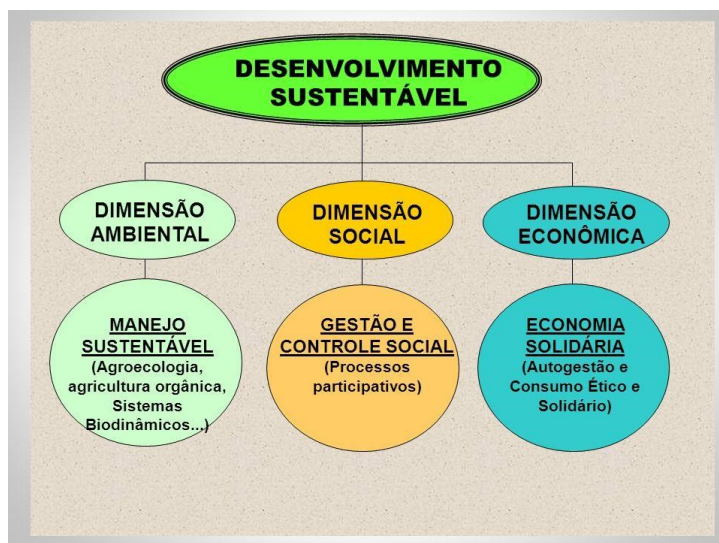 DESENVOLVIMENTO
SUSTENTÁVEL
DIMENSÃO
AMBIENTAL
DIMENSÃO
SOCIAL
DIMENSÃO
ECONÔMICA
MANEJO
SUSTENTÁVEL
(Agroecologia,
agricultura orgânica,
Sistemas
Biodinâmicos...)
GESTÃO E
CONTROLE SOCIAL
(Processos
participativos)
ECONOMIA
SOLIDÁRIA
(Autogestão e
Consumo Ético e
Solidário)